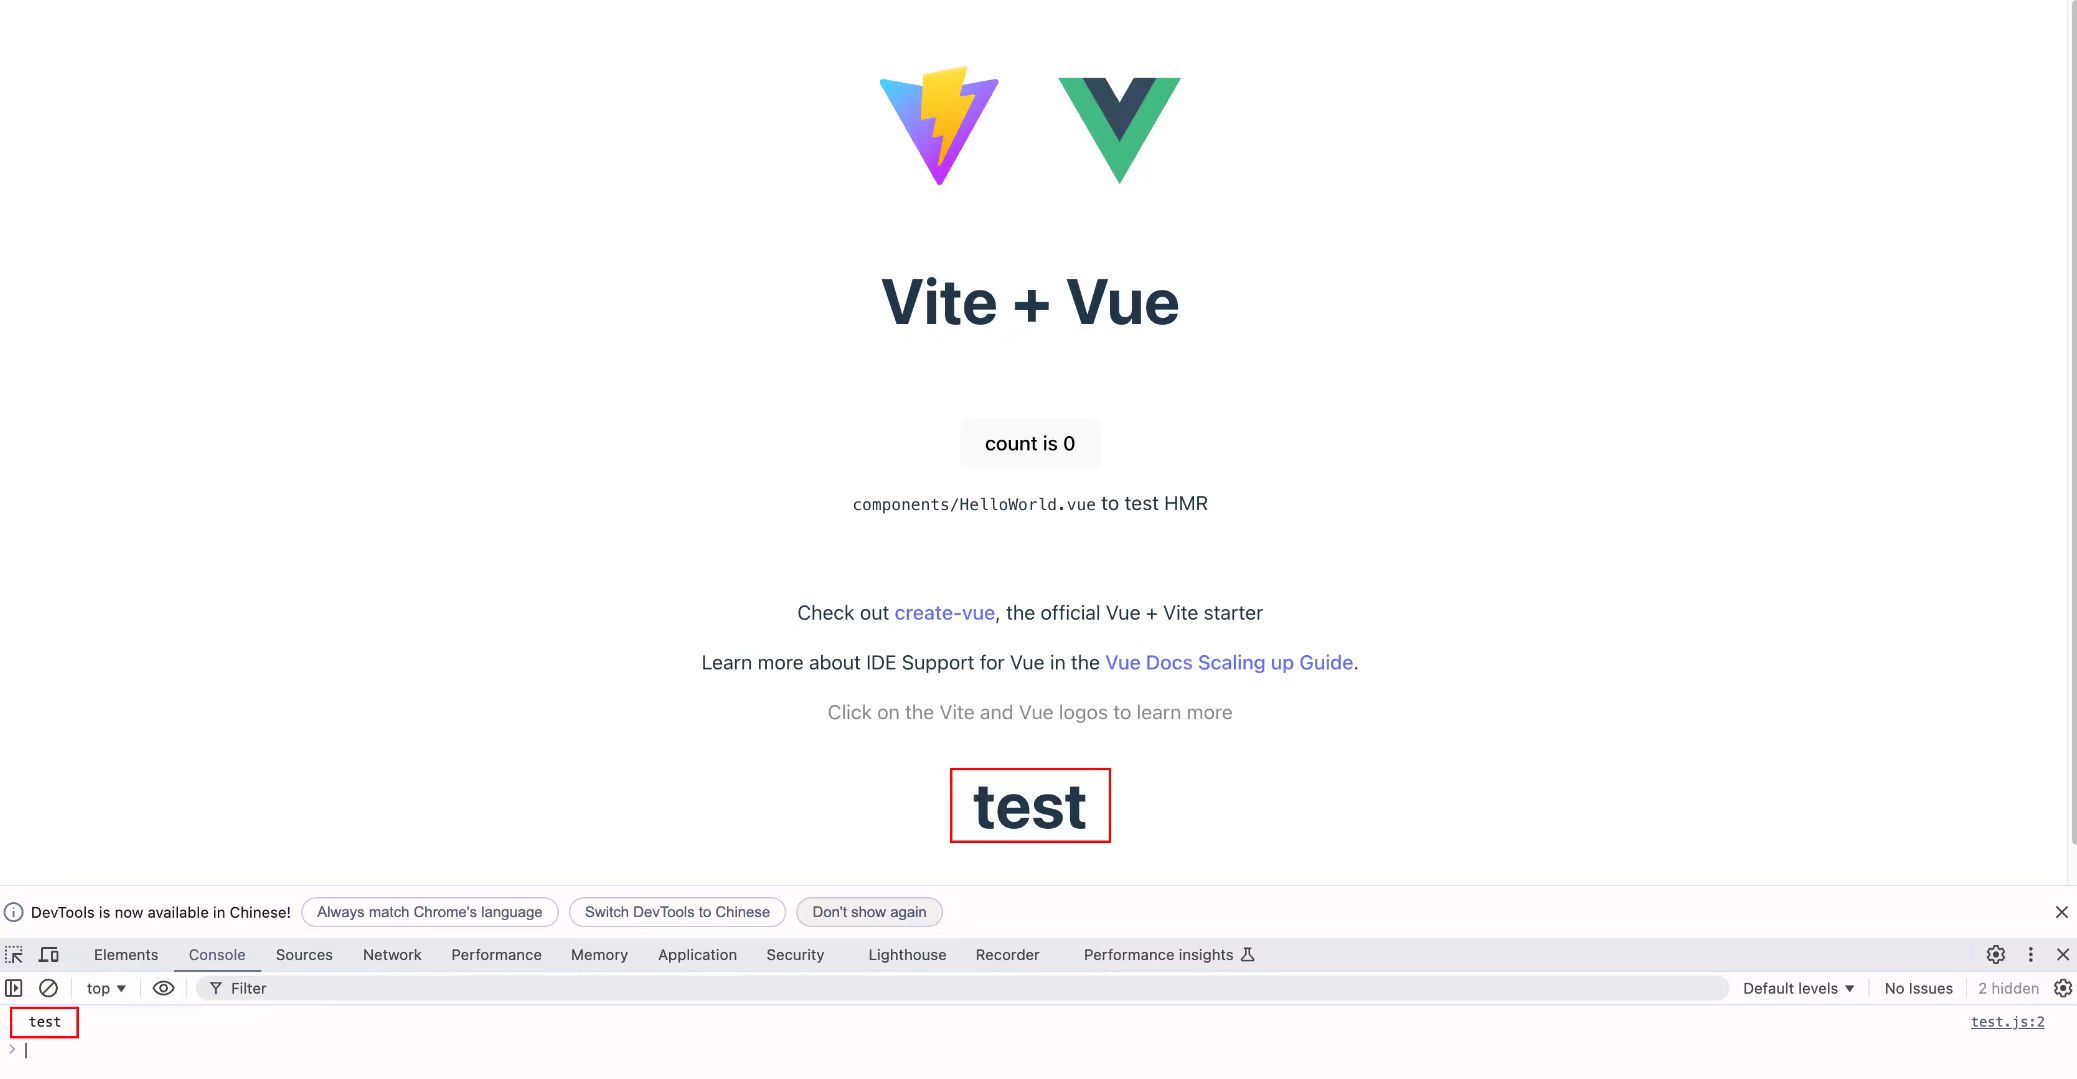 Vite + Vue
count is 0
components/HelloWorld.vue to test HMR
Check out create-vue, the official Vue + Vite starter
Learn more about IDE Support for Vue in the Vue Docs Scaling up Guide.
Click on the Vite and Vue logos to learn more
test
DevTools is now available in Chinese! Always match Chrome's language Switch DevTools to Chinese Don't show again
Elements Console Sources Network Performance Memory Application Security Lighthouse Recorder Performance insights
top Filter Default levels No Issues 2 hidden
test test.js:2